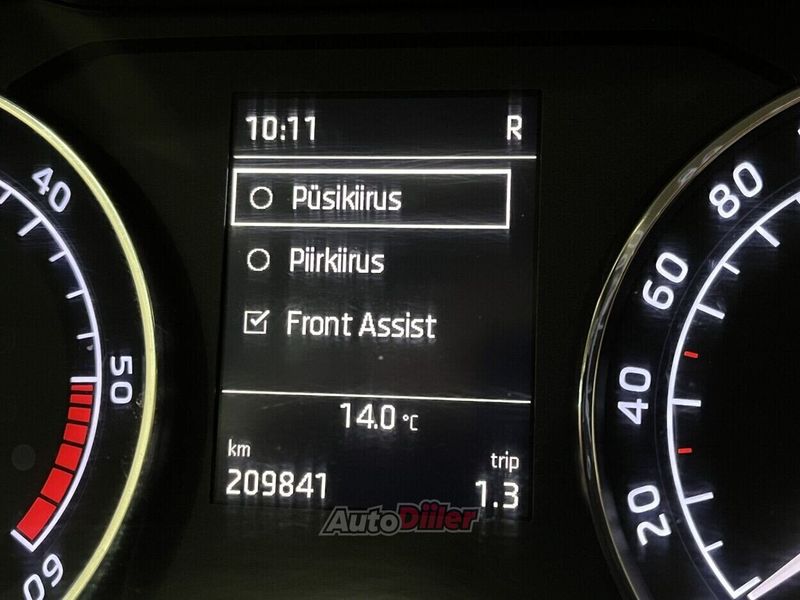 10:11 R
Püsikiirus
Piirkiirus
Front Assist
14.0 °C
km trip
209841 1.3
AutoDiiler
40
50
60
80
60
40
20